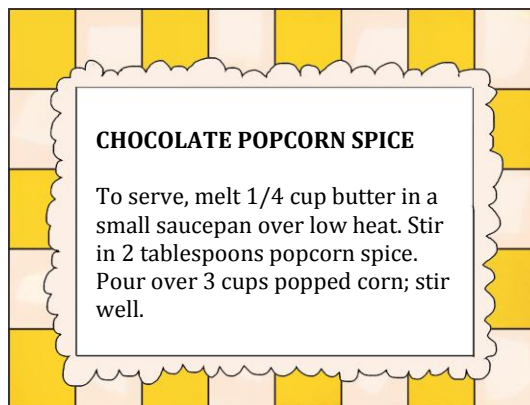 CHOCOLATE POPCORN SPICE
To serve, melt 1/4 cup butter in a
small saucepan over low heat. Stir
in 2 tablespoons popcorn spice.
Pour over 3 cups popped corn; stir
well.